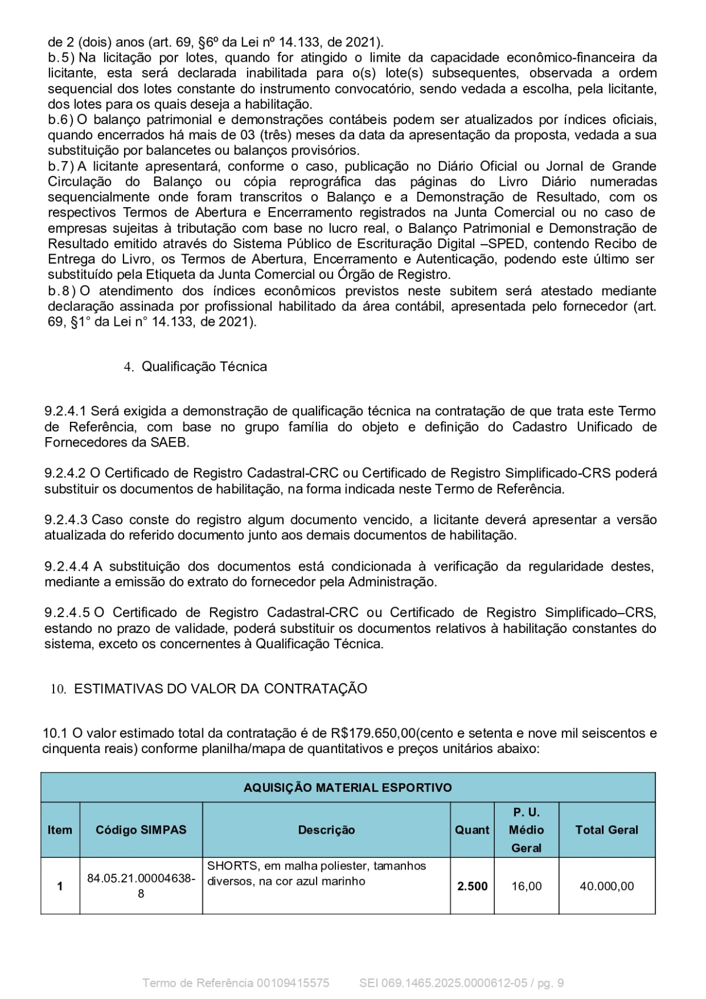 de 2 (dois) anos (art. 69, §6º da Lei nº 14.133, de 2021).
b.5) Na licitação por lotes, quando for atingido o limite da capacidade econômico-financeira da
licitante, esta será declarada inabilitada para o(s) lote(s) subsequentes, observada a ordem
sequencial dos lotes constante do instrumento convocatório, sendo vedada a escolha, pela licitante,
dos lotes para os quais deseja a habilitação.
b.6) O balanço patrimonial e demonstrações contábeis podem ser atualizados por índices oficiais,
quando encerrados há mais de 03 (três) meses da data da apresentação da proposta, vedada a sua
substituição por balancetes ou balanços provisórios.
b.7) A licitante apresentará, conforme o caso, publicação no Diário Oficial ou Jornal de Grande
Circulação do Balanço ou cópia reprográfica das páginas do Livro Diário numeradas
sequencialmente onde foram transcritos o Balanço e a Demonstração de Resultado, com os
respectivos Termos de Abertura e Encerramento registrados na Junta Comercial ou no caso de
empresas sujeitas à tributação com base no lucro real, o Balanço Patrimonial e Demonstração de
Resultado emitido através do Sistema Público de Escrituração Digital –SPED, contendo Recibo de
Entrega do Livro, os Termos de Abertura, Encerramento e Autenticação, podendo este último ser
substituído pela Etiqueta da Junta Comercial ou Órgão de Registro.
b.8) O atendimento dos índices econômicos previstos neste subitem será atestado mediante
declaração assinada por profissional habilitado da área contábil, apresentada pelo fornecedor (art.
69, §1° da Lei n° 14.133, de 2021).
4. Qualificação Técnica
9.2.4.1 Será exigida a demonstração de qualificação técnica na contratação de que trata este Termo
de Referência, com base no grupo família do objeto e definição do Cadastro Unificado de
Fornecedores da SAEB.
9.2.4.2 O Certificado de Registro Cadastral-CRC ou Certificado de Registro Simplificado-CRS poderá
substituir os documentos de habilitação, na forma indicada neste Termo de Referência.
9.2.4.3 Caso conste do registro algum documento vencido, a licitante deverá apresentar a versão
atualizada do referido documento junto aos demais documentos de habilitação.
9.2.4.4 A substituição dos documentos está condicionada à verificação da regularidade destes,
mediante a emissão do extrato do fornecedor pela Administração.
9.2.4.5 O Certificado de Registro Cadastral-CRC ou Certificado de Registro Simplificado–CRS,
estando no prazo de validade, poderá substituir os documentos relativos à habilitação constantes do
sistema, exceto os concernentes à Qualificação Técnica.
10. ESTIMATIVAS DO VALOR DA CONTRATAÇÃO
10.1 O valor estimado total da contratação é de R$179.650,00(cento e setenta e nove mil seiscentos e
cinquenta reais) conforme planilha/mapa de quantitativos e preços unitários abaixo:
AQUISIÇÃO MATERIAL ESPORTIVO
Item Código SIMPAS Descrição Quant P. U. Médio Geral Total Geral
1 84.05.21.00004638-8 SHORTS, em malha poliester, tamanhos diversos, na cor azul marinho 2.500 16,00 40.000,00
Termo de Referência 00109415575 SEI 069.1465.2025.0000612-05 / pg. 9